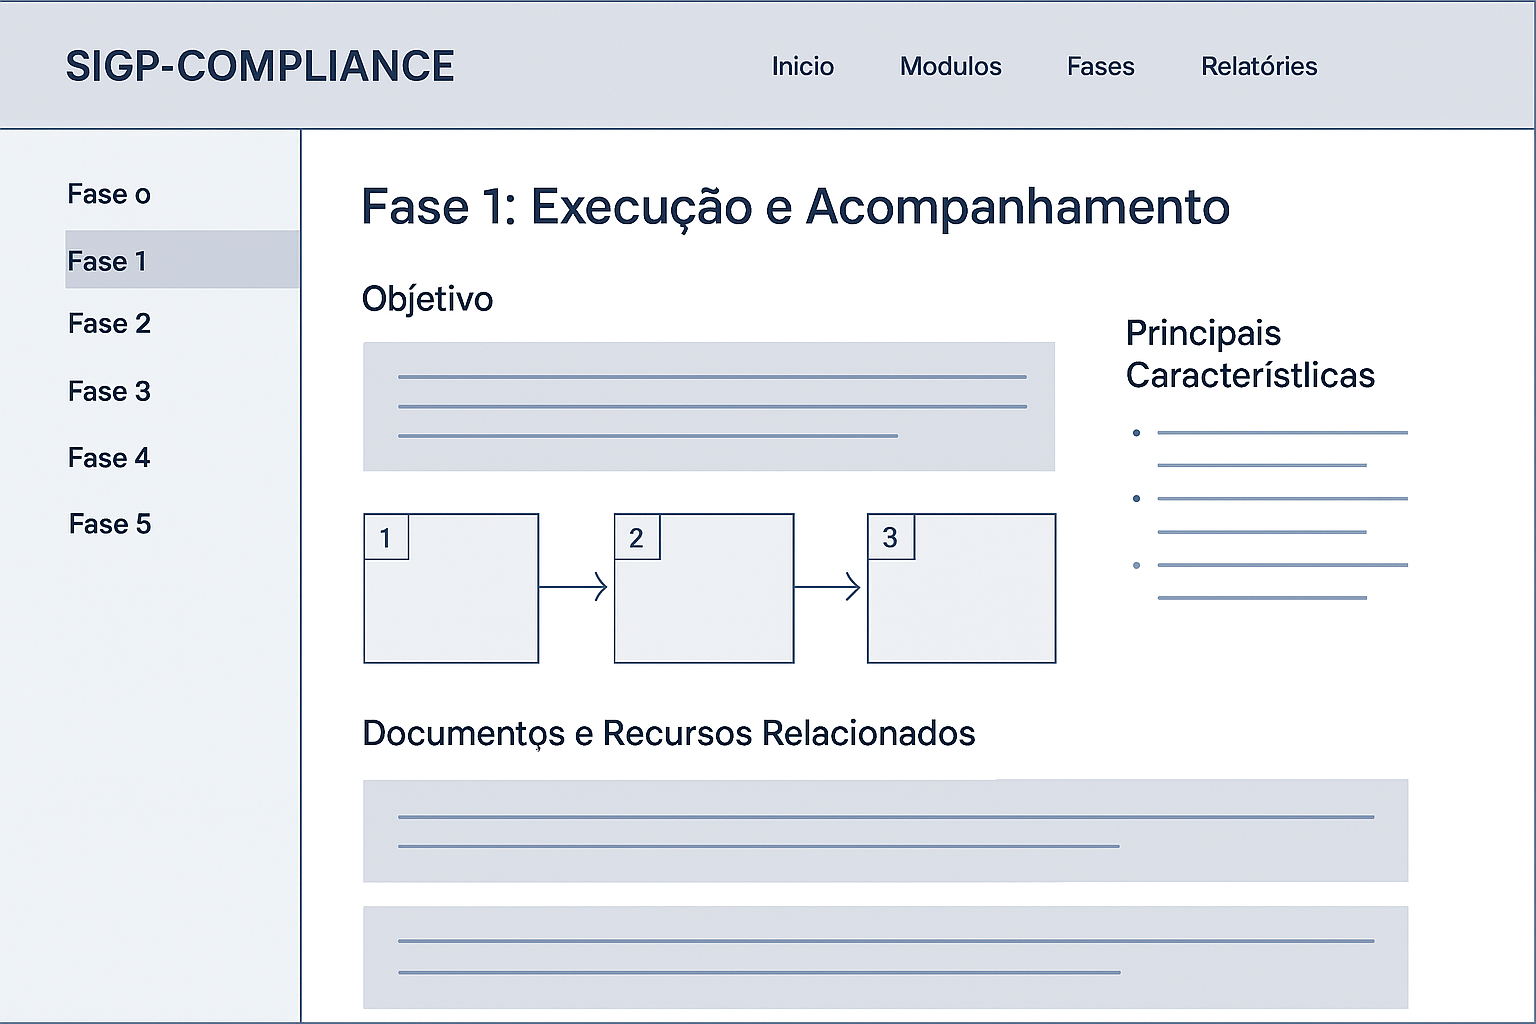 SIGP-COMPLIANCE
Inicio Modulos Fases Relatóries
Fase o
Fase 1
Fase 2
Fase 3
Fase 4
Fase 5
Fase 1: Execução e Acompanhamento
Objetivo
1
2
3
Principais
Característlicas
Documentos e Recursos Relacionados